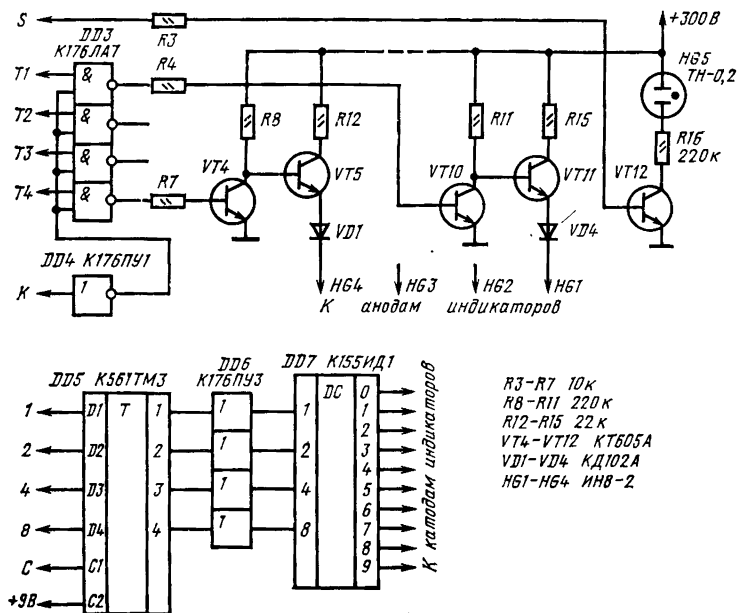 S
R3
+300В
DD3
К176ЛА7
R4
HG5
ТН-0,2
T1
&
T2
&
R8
R12
R11
R15
T3
&
R16
220к
VT4
VT5
VT10
VT11
VT12
T4
&
R7
VD1
VD4
DD4 К176ПУ1
K
1
HG4
HG3
HG2
HG1
К анодам индикаторов
DD5 К561ТМ3
DD6
К176ПУ3
DD7 К155ИД1
1
D1
T
1
1
1
DC
0
1
2
D2
2
1
2
2
3
4
D3
3
1
4
4
5
8
D4
4
1
8
6
7
C
C1
8
9
+9В
C2
К катодам индикаторов
R3-R7 10к
R8-R11 220к
R12-R15 22к
VT4-VT12 КТ605А
VD1-VD4 КД102А
HG1-HG4 ИН8-2